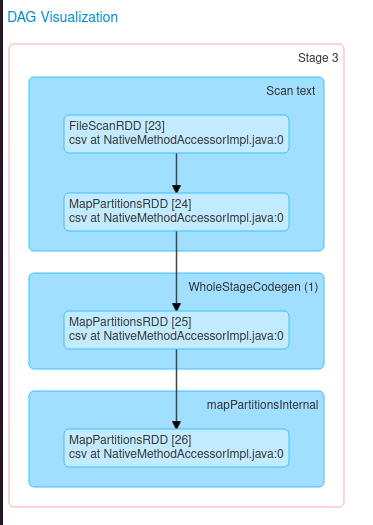 DAG Visualization
Stage 3
Scan text
FileScanRDD [23]
csv at NativeMethodAccessorImpl.java:0
MapPartitionsRDD [24]
csv at NativeMethodAccessorImpl.java:0
WholeStageCodegen (1)
MapPartitionsRDD [25]
csv at NativeMethodAccessorImpl.java:0
mapPartitionsInternal
MapPartitionsRDD [26]
csv at NativeMethodAccessorImpl.java:0